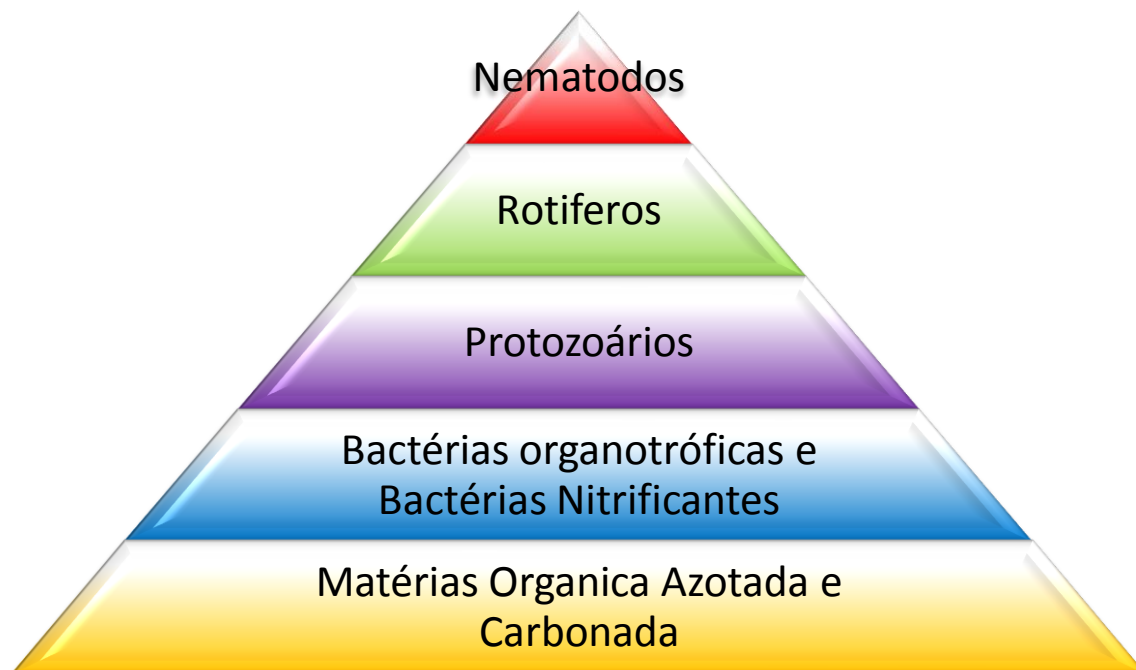 Nematodos
Rotiferos
Protozoários
Bactérias organotróficas e
Bactérias Nitrificantes
Matérias Organica Azotada e
Carbonada